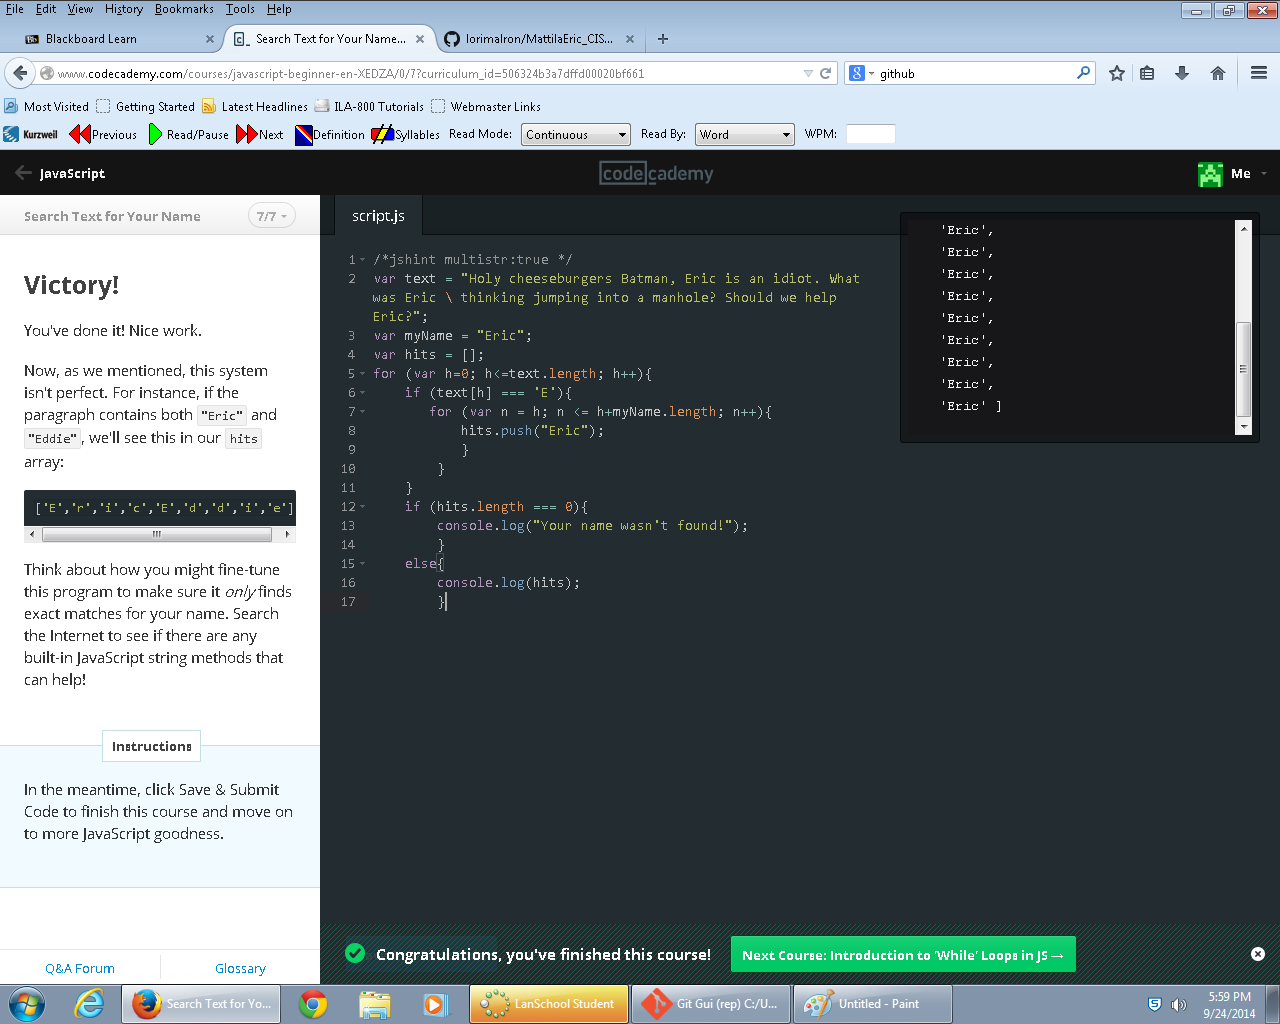 File Edit View History Bookmarks Tools Help
Bb Blackboard Learn × Search Text for Your Name... × lorimalron/MattilaEric_CIS... × +
www.codecademy.com/courses/javascript-beginner-en-XEDZA/0/7?curriculum_id=506324b3a7dffd00020bf661
github
Most Visited Getting Started Latest Headlines ILA-800 Tutorials Webmaster Links
Kurzweil Previous Read/Pause Next Definition Syllables Read Mode: Continuous Read By: Word WPM:
JavaScript
codecademy
Me
Search Text for Your Name 7/7
script.js
Victory!
You've done it! Nice work.
Now, as we mentioned, this system
isn't perfect. For instance, if the
paragraph contains both "Eric" and
"Eddie", we'll see this in our hits
array:
['E','r','i','c','E','d','d','i','e']
Think about how you might fine-tune
this program to make sure it only finds
exact matches for your name. Search
the Internet to see if there are any
built-in JavaScript string methods that
can help!
Instructions
In the meantime, click Save & Submit
Code to finish this course and move on
to more JavaScript goodness.
Q&A Forum Glossary
1 /*jshint multistr:true */
2 var text = "Holy cheeseburgers Batman, Eric is an idiot. What
was Eric \ thinking jumping into a manhole? Should we help
Eric?";
3 var myName = "Eric";
4 var hits = [];
5 for (var h=0; h<=text.length; h++){
6 if (text[h] === 'E'){
7 for (var n = h; n <= h+myName.length; n++){
8 hits.push("Eric");
9 }
10 }
11 }
12 if (hits.length === 0){
13 console.log("Your name wasn't found!");
14 }
15 else{
16 console.log(hits);
17 }
'Eric',
'Eric',
'Eric',
'Eric',
'Eric',
'Eric',
'Eric',
'Eric',
'Eric' ]
Congratulations, you've finished this course! Next Course: Introduction to 'While' Loops in JS →
Search Text for Yo... LanSchool Student Git Gui (rep) C:/U... Untitled - Paint
5:59 PM
9/24/2014